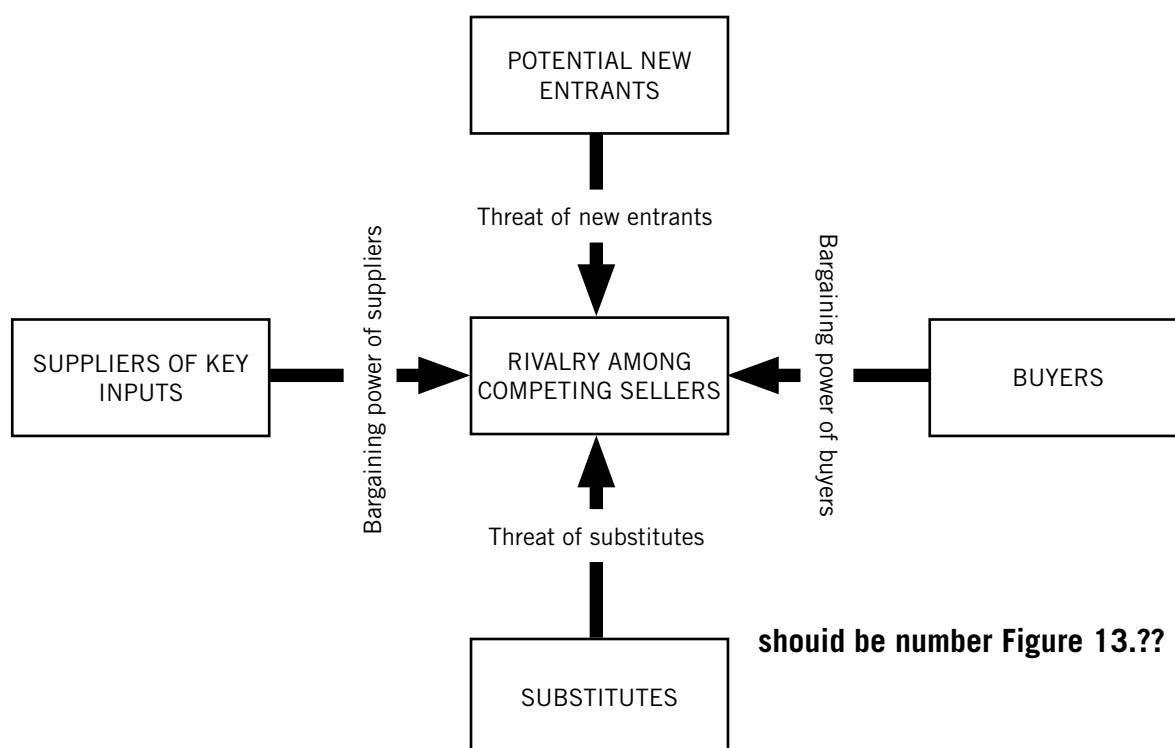 POTENTIAL NEW
ENTRANTS
Threat of new entrants
Bargaining power of suppliers
Bargaining power of buyers
SUPPLIERS OF KEY
INPUTS
RIVALRY AMONG
COMPETING SELLERS
BUYERS
Threat of substitutes
shouid be number Figure 13.??
SUBSTITUTES